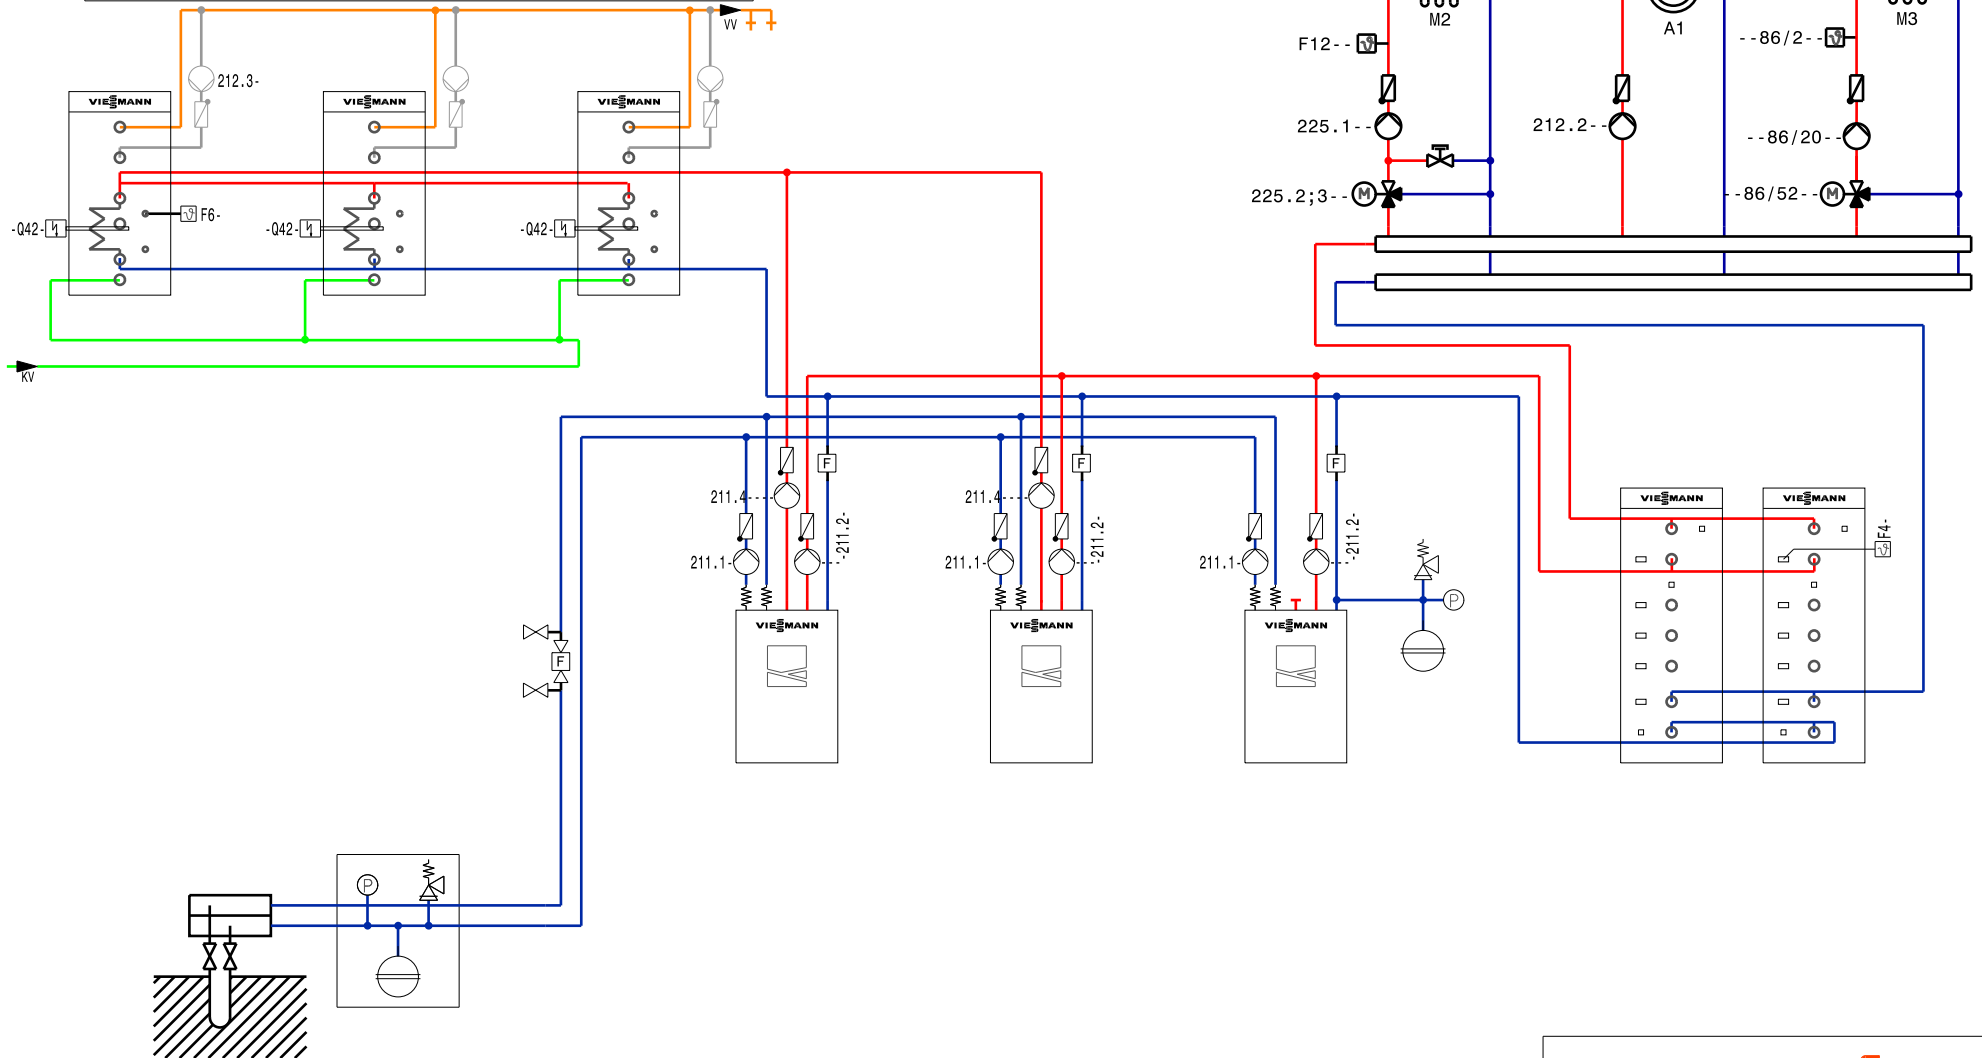 VV
M2
A1
M3
F12--
--86/2--
212.3-
VIESMANN
VIESMANN
VIESMANN
225.1--
212.2--
--86/20--
225.2;3--
M
--86/52--
M
-Q42-
F6-
-Q42-
-Q42-
KV
F
F
F
211.4
211.4
-211.2-
-211.2-
-211.2-
211.1-
211.1-
211.1-
VIESMANN
VIESMANN
F4-
P
VIESMANN
VIESMANN
VIESMANN
F
P